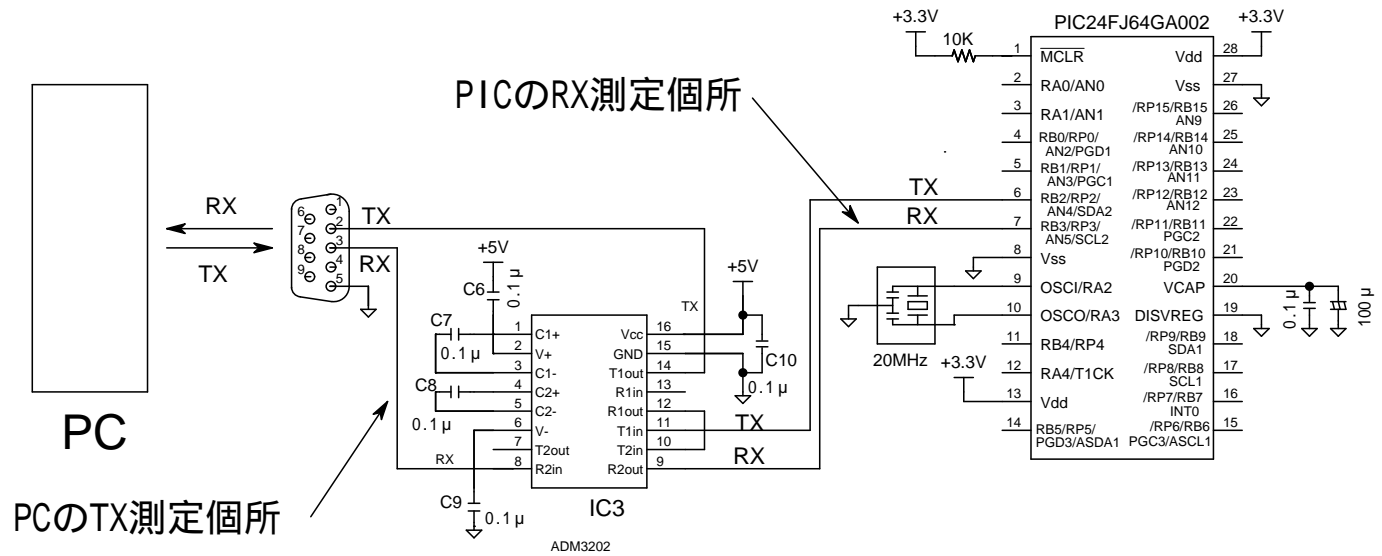 PC
RX
TX
PCのTX測定個所
PICのRX測定個所
1
2
3
4
5
6
7
8
9
TX
RX
RX
+5V
C6
0.1μ
C7
0.1μ
C8
0.1μ
C9
0.1μ
1 C1+
2 V+
3 C1-
4 C2+
5 C2-
6 V-
7 T2out
8 R2in
Vcc 16
GND 15
T1out 14
R1in 13
R1out 12
T1in 11
T2in 10
R2out 9
IC3
ADM3202
TX
+5V
C10
0.1μ
TX
RX
TX
RX
+3.3V
10K
PIC24FJ64GA002
+3.3V
1 MCLR
2 RA0/AN0
3 RA1/AN1
4 RB0/RP0/
AN2/PGD1
5 RB1/RP1/
AN3/PGC1
6 RB2/RP2/
AN4/SDA2
7 RB3/RP3/
AN5/SCL2
8 Vss
9 OSCI/RA2
10 OSCO/RA3
11 RB4/RP4
12 RA4/T1CK
13 Vdd
14 RB5/RP5/
PGD3/ASDA1
Vdd 28
Vss 27
/RP15/RB15 26
AN9
/RP14/RB14 25
AN10
/RP13/RB13 24
AN11
/RP12/RB12 23
AN12
/RP11/RB11 22
PGC2
/RP10/RB10 21
PGD2
VCAP 20
DISVREG 19
/RP9/RB9 18
SDA1
/RP8/RB8 17
SCL1
/RP7/RB7 16
INT0
/RP6/RB6 15
PGC3/ASCL1
20MHz
+3.3V
0.1μ
100μ